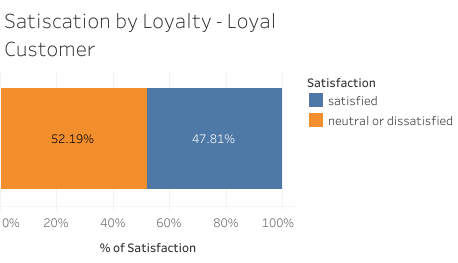 Satiscation by Loyalty - Loyal
Customer
Satisfaction
satisfied
neutral or dissatisfied
52.19%
47.81%
0%
20%
40%
60%
80%
100%
% of Satisfaction